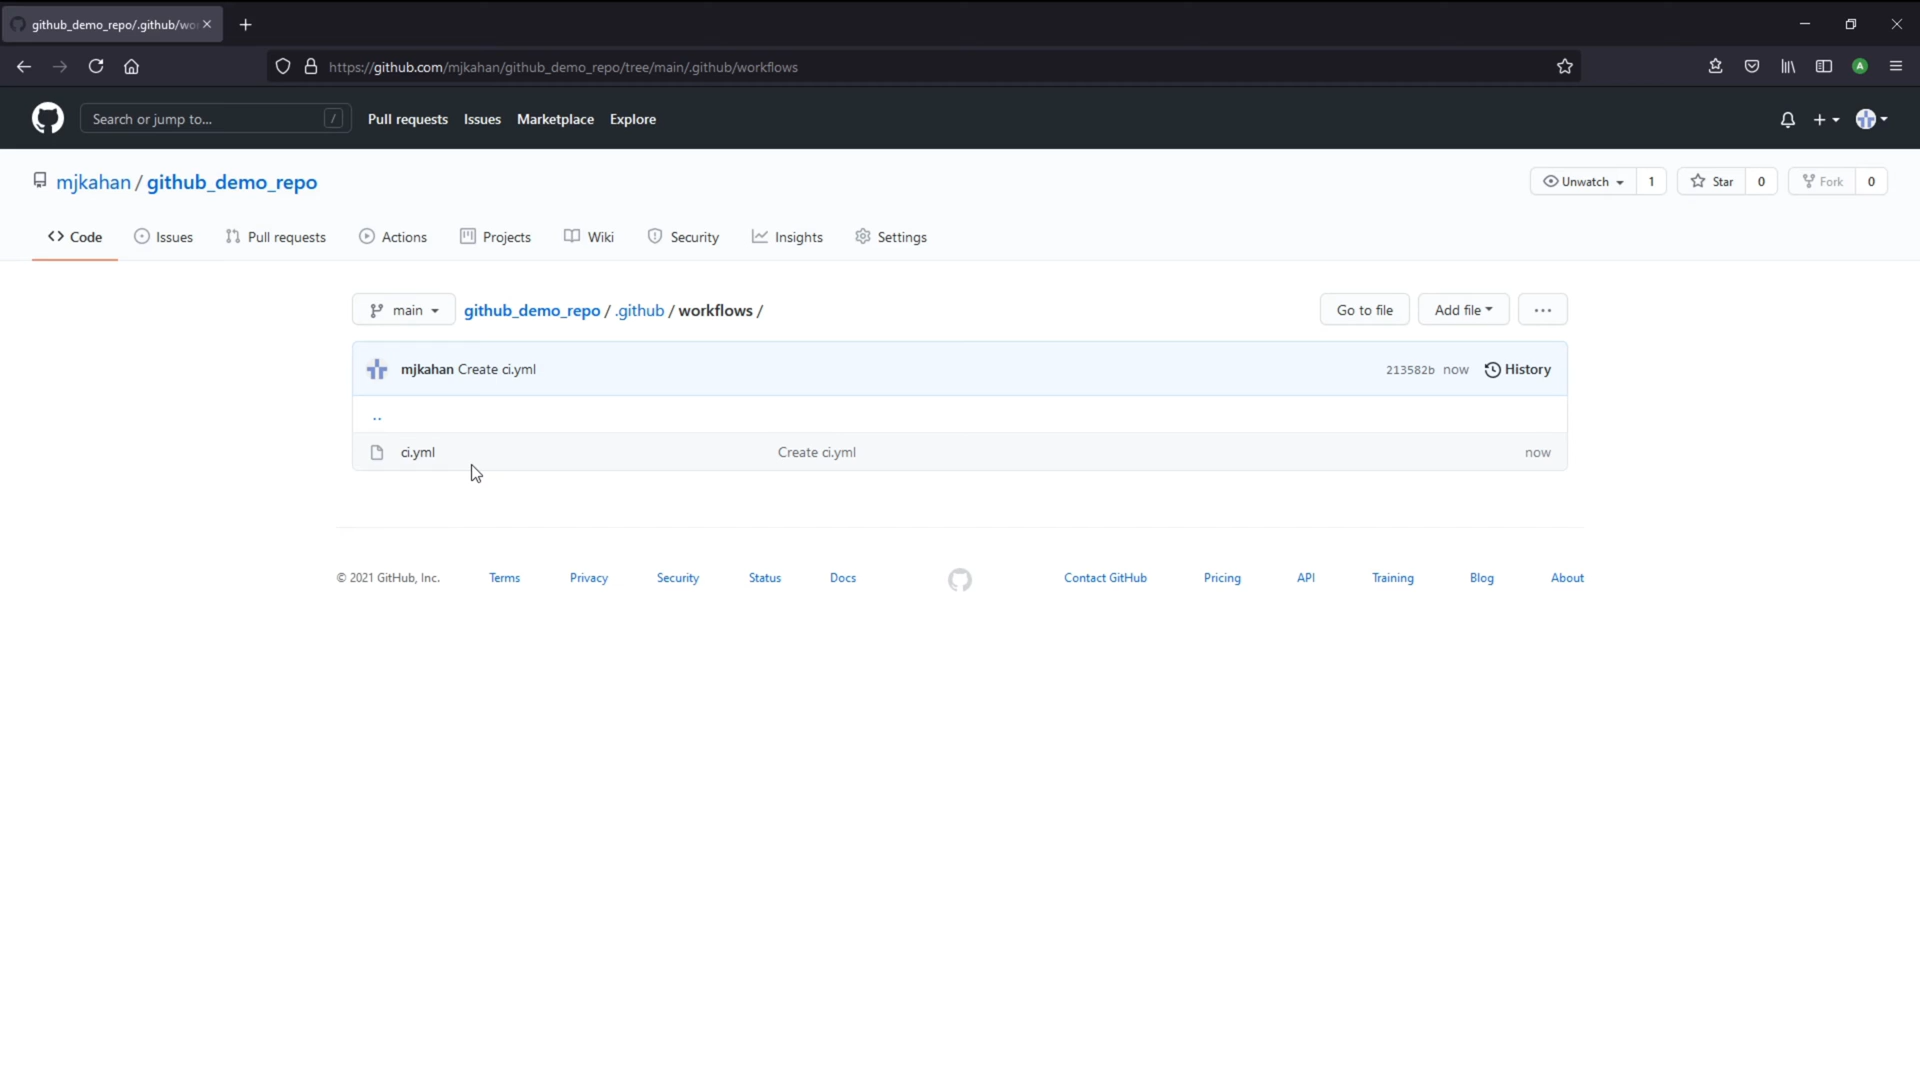 github_demo_repo/.github/wo
https://github.com/mjkahan/github_demo_repo/tree/main/.github/workflows
A
Search or jump to... /
Pull requests Issues Marketplace Explore
mjkahan / github_demo_repo
Unwatch 1 Star 0 Fork 0
Code Issues Pull requests Actions Projects Wiki Security Insights Settings
main github_demo_repo / .github / workflows /
Go to file Add file ...
mjkahan Create ci.yml 213582b now History
..
ci.yml Create ci.yml now
© 2021 GitHub, Inc. Terms Privacy Security Status Docs Contact GitHub Pricing API Training Blog About